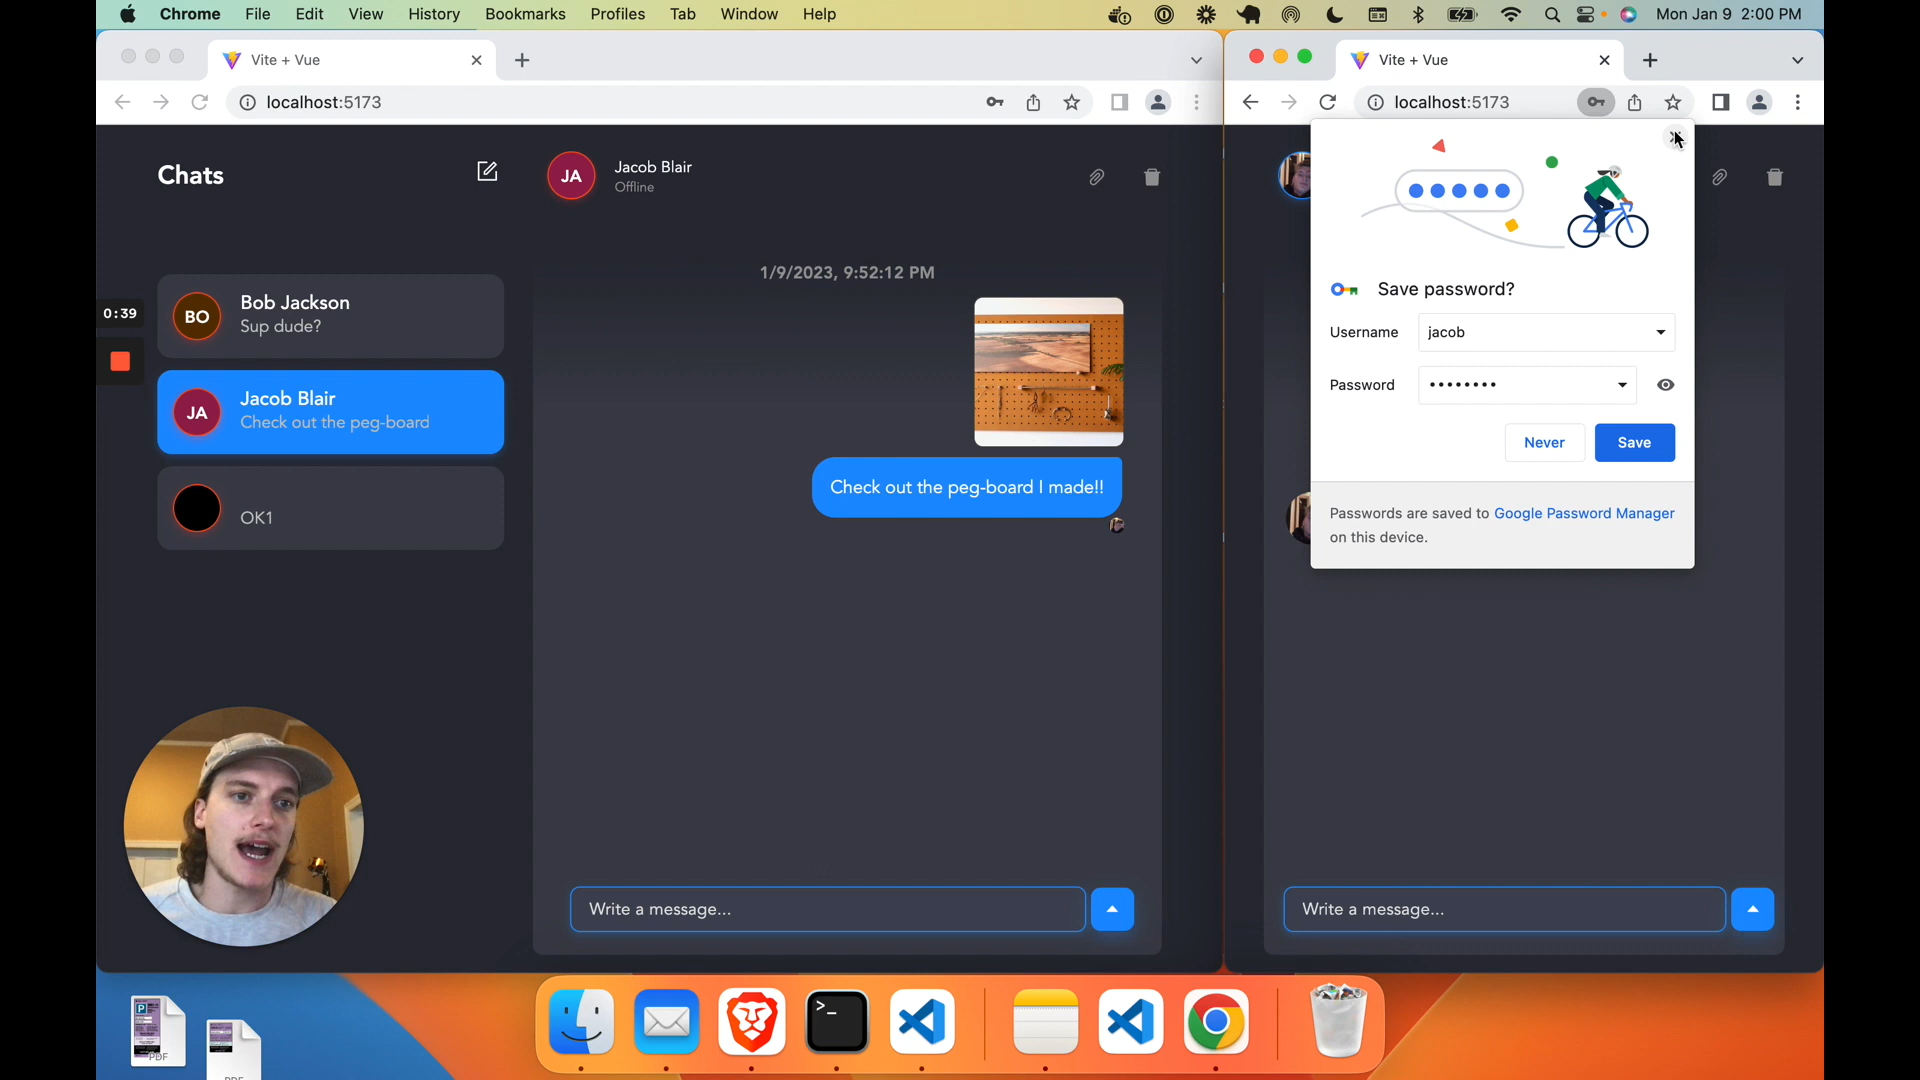 Chrome File Edit View History Bookmarks Profiles Tab Window Help Mon Jan 9 2:00 PM
Vite + Vue
localhost:5173
Chats
JA
Jacob Blair
Offline
1/9/2023, 9:52:12 PM
BO
Bob Jackson
Sup dude?
0:39
JA
Jacob Blair
Check out the peg-board
OK1
Check out the peg-board I made!!
Write a message...
Vite + Vue
localhost:5173
Save password?
Username jacob
Password ••••••••
Never Save
Passwords are saved to Google Password Manager
on this device.
Write a message...
>_
P
PDF
PDF